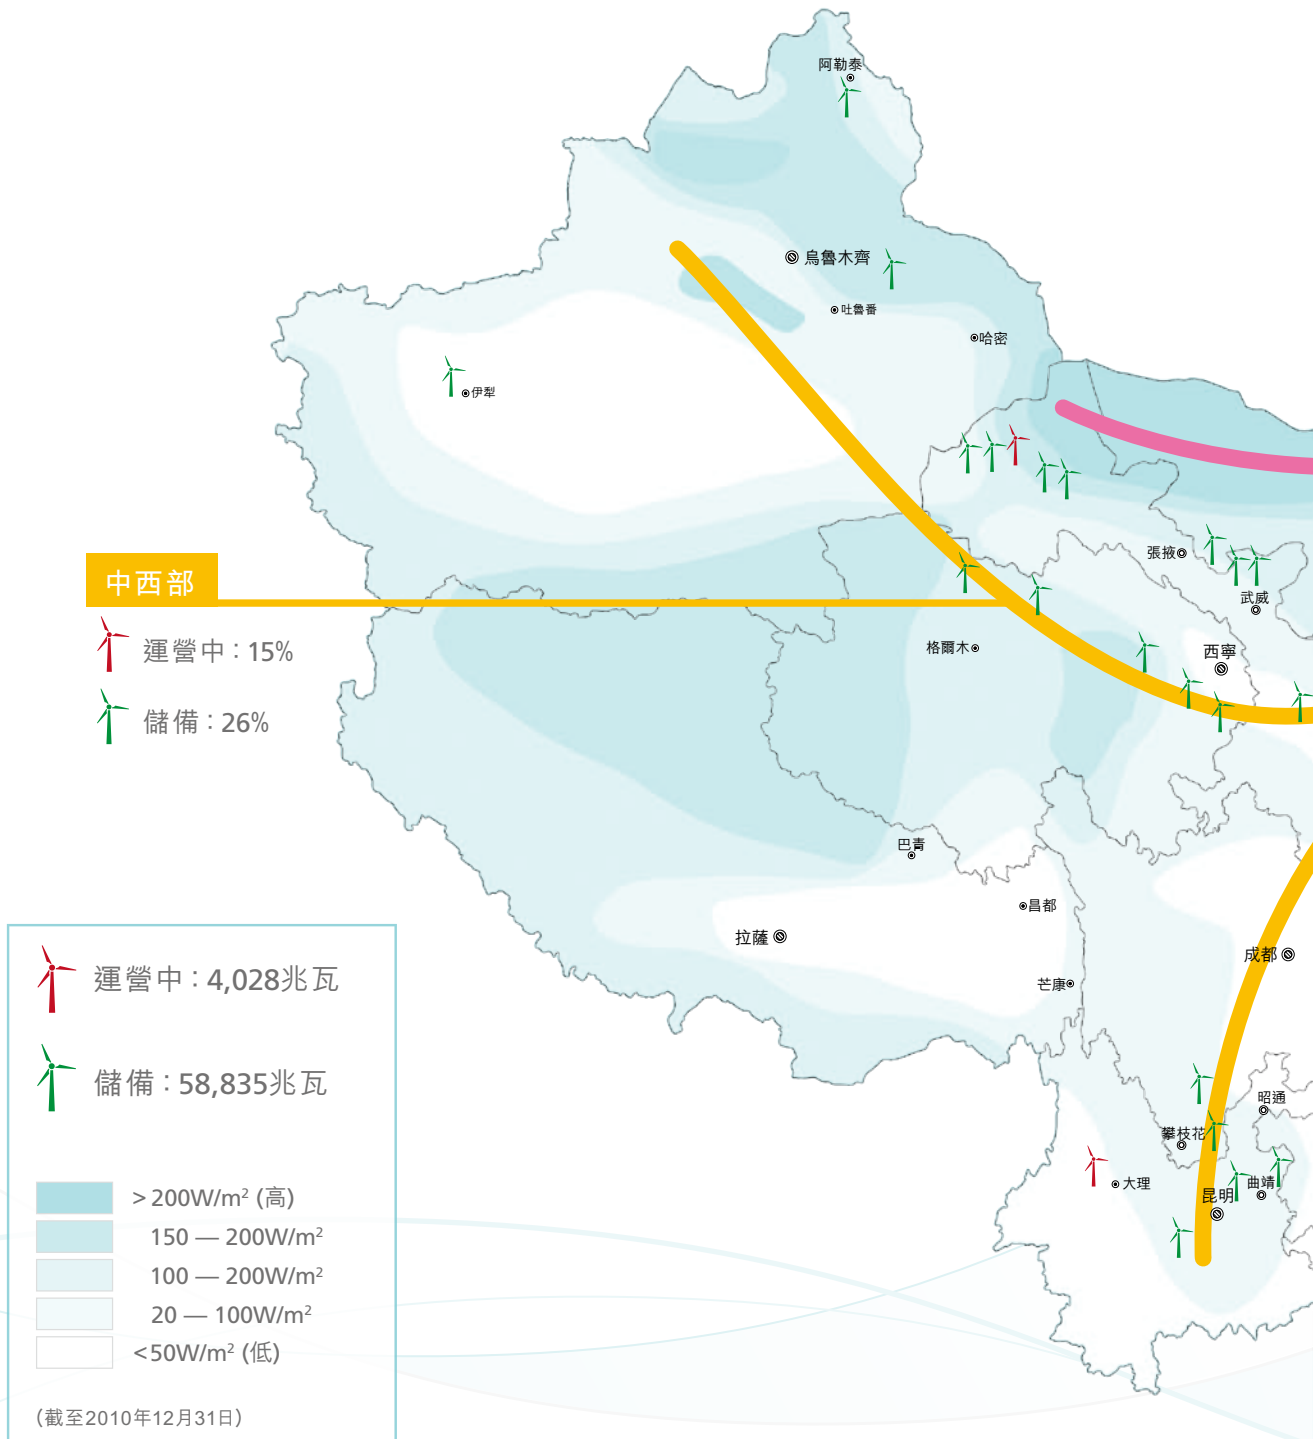 阿勒泰
烏魯木齊
吐魯番
哈密
伊犁
中西部
運營中：15%
儲備：26%
張掖
武威
格爾木
西寧
巴青
昌都
拉薩
成都
芒康
昭通
攀枝花
大理
曲靖
昆明
運營中：4,028兆瓦
儲備：58,835兆瓦
>200W/m² (高)
150 — 200W/m²
100 — 200W/m²
20 — 100W/m²
<50W/m² (低)
(截至2010年12月31日)